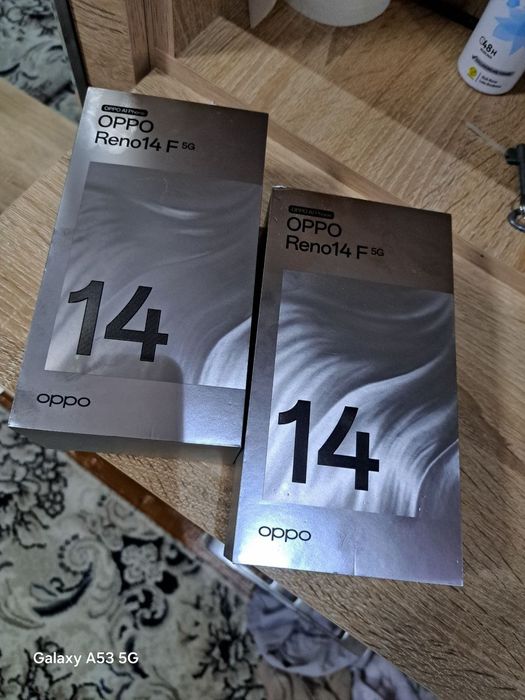 OPPO AI Phone
OPPO
Reno14 F 5G
14
oppo
OPPO AI Phone
OPPO
Reno14 F 5G
14
oppo
48H
Galaxy A53 5G